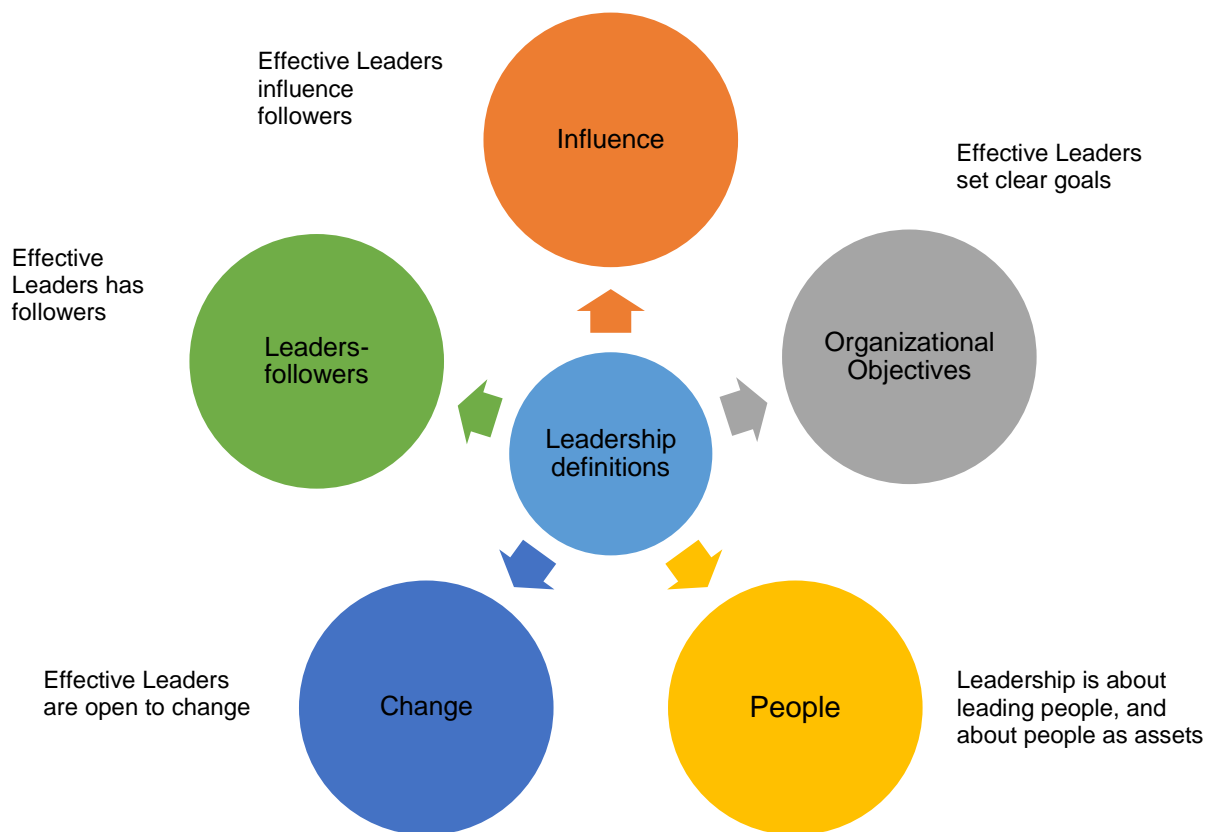 Effective Leaders
influence
followers
Influence
Effective Leaders
set clear goals
Effective
Leaders has
followers
Leaders-
followers
Organizational
Objectives
Leadership
definitions
Effective Leaders
are open to change
Change
People
Leadership is about
leading people, and
about people as assets